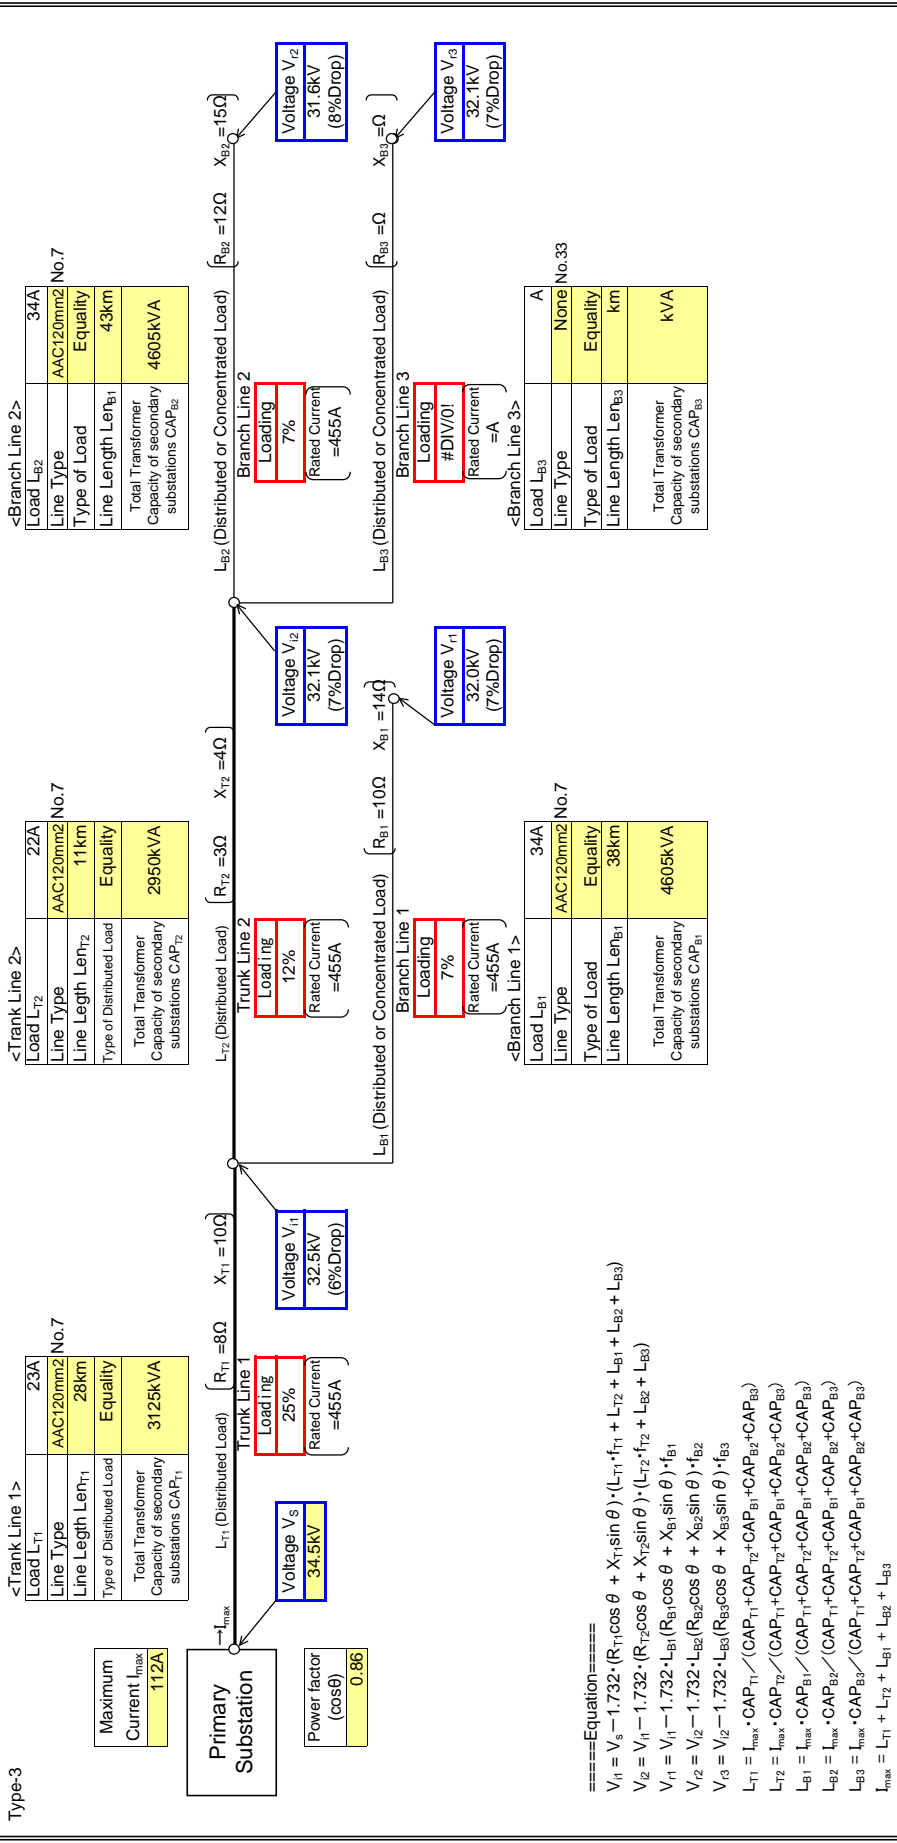 Type-3
Maximum
Current Imax
112A
Primary
Substation
Power factor
(cosθ)
0.86
→Imax
Voltage VS
34.5kV
<Trank Line 1>
Load LT1 23A
Line Type AAC120mm2 No.7
Line Legth LenT1 28km
Type of Distributed Load Equality
Total Transformer
Capacity of secondary
substations CAPT1
3125kVA
LT1 (Distributed Load)
RT1 =8Ω XT1 =10Ω
Trunk Line 1
Loading
25%
Rated Current
=455A
Voltage Vi1
32.5kV
(6%Drop)
<Trank Line 2>
Load LT2 22A
Line Type AAC120mm2 No.7
Line Legth LenT2 11km
Type of Distributed Load Equality
Total Transformer
Capacity of secondary
substations CAPT2
2950kVA
LT2 (Distributed Load)
RT2 =3Ω XT2 =4Ω
Trunk Line 2
Loading
12%
Rated Current
=455A
Voltage Vi2
32.1kV
(7%Drop)
LB1 (Distributed or Concentrated Load)
RB1 =10Ω XB1 =14Ω
Branch Line 1
Loading
7%
Rated Current
=455A
Voltage Vr1
32.0kV
(7%Drop)
<Branch Line 1>
Load LB1 34A
Line Type AAC120mm2 No.7
Type of Load Equality
Line Length LenB1 38km
Total Transformer
Capacity of secondary
substations CAPB1
4605kVA
<Branch Line 2>
Load LB2 34A
Line Type AAC120mm2 No.7
Type of Load Equality
Line Length LenB1 43km
Total Transformer
Capacity of secondary
substations CAPB2
4605kVA
LB2 (Distributed or Concentrated Load)
RB2 =12Ω XB2 =15Ω
Branch Line 2
Loading
7%
Rated Current
=455A
Voltage Vr2
31.6kV
(8%Drop)
LB3 (Distributed or Concentrated Load)
RB3 =Ω XB3 =Ω
Branch Line 3
Loading
#DIV/0!
Rated Current
=A
Voltage Vr3
32.1kV
(7%Drop)
<Branch Line 3>
Load LB3 A
Line Type None No.33
Type of Load Equality
Line Length LenB3 km
Total Transformer
Capacity of secondary
substations CAPB3
kVA
=====Equation=====
Vi1 = Vs−1.732・(RT1cosθ + XT1sinθ)・(LT1・fT1 + LT2 + LB1 + LB2 + LB3)
Vi2 = Vi1−1.732・(RT2cosθ + XT2sinθ)・(LT2・fT2 + LB2 + LB3)
Vr1 = Vi1−1.732・LB1(RB1cosθ + XB1sinθ)・fB1
Vr2 = Vi2−1.732・LB2(RB2cosθ + XB2sinθ)・fB2
Vr3 = Vi2−1.732・LB3(RB3cosθ + XB3sinθ)・fB3
LT1 = Imax・CAPT1／(CAPT1+CAPT2+CAPB1+CAPB2+CAPB3)
LT2 = Imax・CAPT2／(CAPT1+CAPT2+CAPB1+CAPB2+CAPB3)
LB1 = Imax・CAPB1／(CAPT1+CAPT2+CAPB1+CAPB2+CAPB3)
LB2 = Imax・CAPB2／(CAPT1+CAPT2+CAPB1+CAPB2+CAPB3)
LB3 = Imax・CAPB3／(CAPT1+CAPT2+CAPB1+CAPB2+CAPB3)
Imax = LT1 + LT2 + LB1 + LB2 + LB3